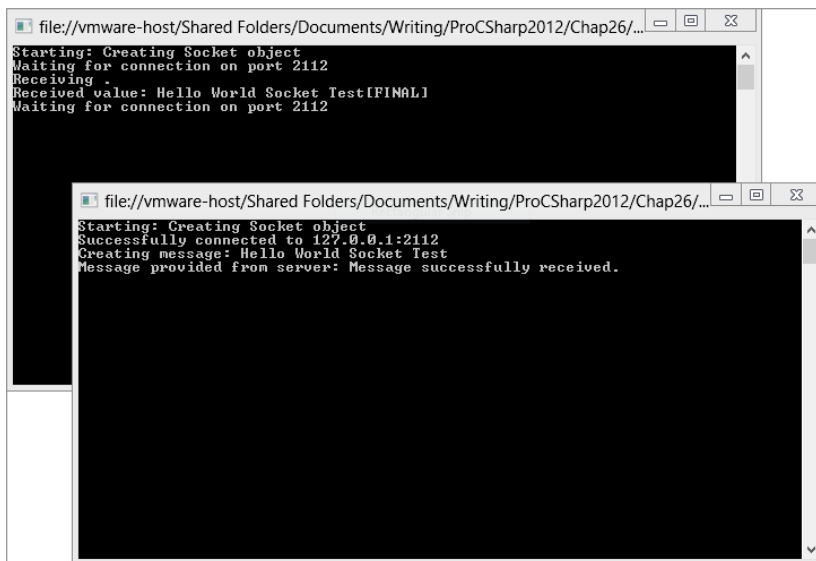 file://vmware-host/Shared Folders/Documents/Writing/ProCSharp2012/Chap26/...
Starting: Creating Socket object
Waiting for connection on port 2112
Receiving .
Received value: Hello World Socket Test[FINAL]
Waiting for connection on port 2112
file://vmware-host/Shared Folders/Documents/Writing/ProCSharp2012/Chap26/...
Starting: Creating Socket object
Successfully connected to 127.0.0.1:2112
Creating message: Hello World Socket Test
Message provided from server: Message successfully received.